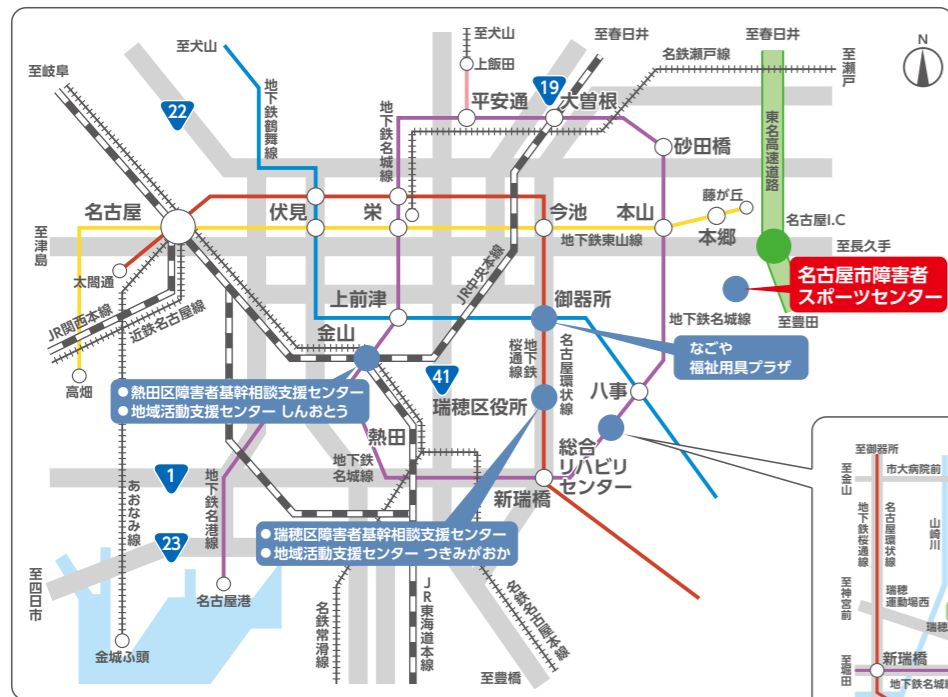 至犬山
至春日井
至春日井
至犬山
名鉄瀬戸線
至瀬戸
N
上飯田
至岐阜
22
19
平安通
大曽根
地下鉄鶴舞線
地下鉄名城線
東名高速道路
砂田橋
藤が丘
名古屋
伏見
栄
今池
本山
本郷
名古屋I.C
至津島
地下鉄東山線
至長久手
太閤通
JR中央本線
名古屋市障害者
スポーツセンター
上前津
御器所
地下鉄名城線
至豊田
JR関西本線
近鉄名古屋線
金山
なごや
福祉用具プラザ
地下鉄
桜通線
名古屋環状線
高畑
41
● 熱田区障害者基幹相談支援センター
● 地域活動支援センター しんおとう
瑞穂区役所
八事
熱田
総合
リハビリ
センター
地下鉄
名城線
1
新瑞橋
あおなみ線
地下鉄名港線
23
● 瑞穂区障害者基幹相談支援センター
● 地域活動支援センター つきみがおか
至四日市
名古屋港
名鉄常滑線
JR東海道本線
名鉄名古屋本線
金城ふ頭
至豊橋
至御器所
至金山
市大病院前
地下鉄桜通線
名古屋環状線
山崎川
至神宮前
瑞穂
運動場西
瑞穂
至堀田
新瑞橋
地下鉄名城